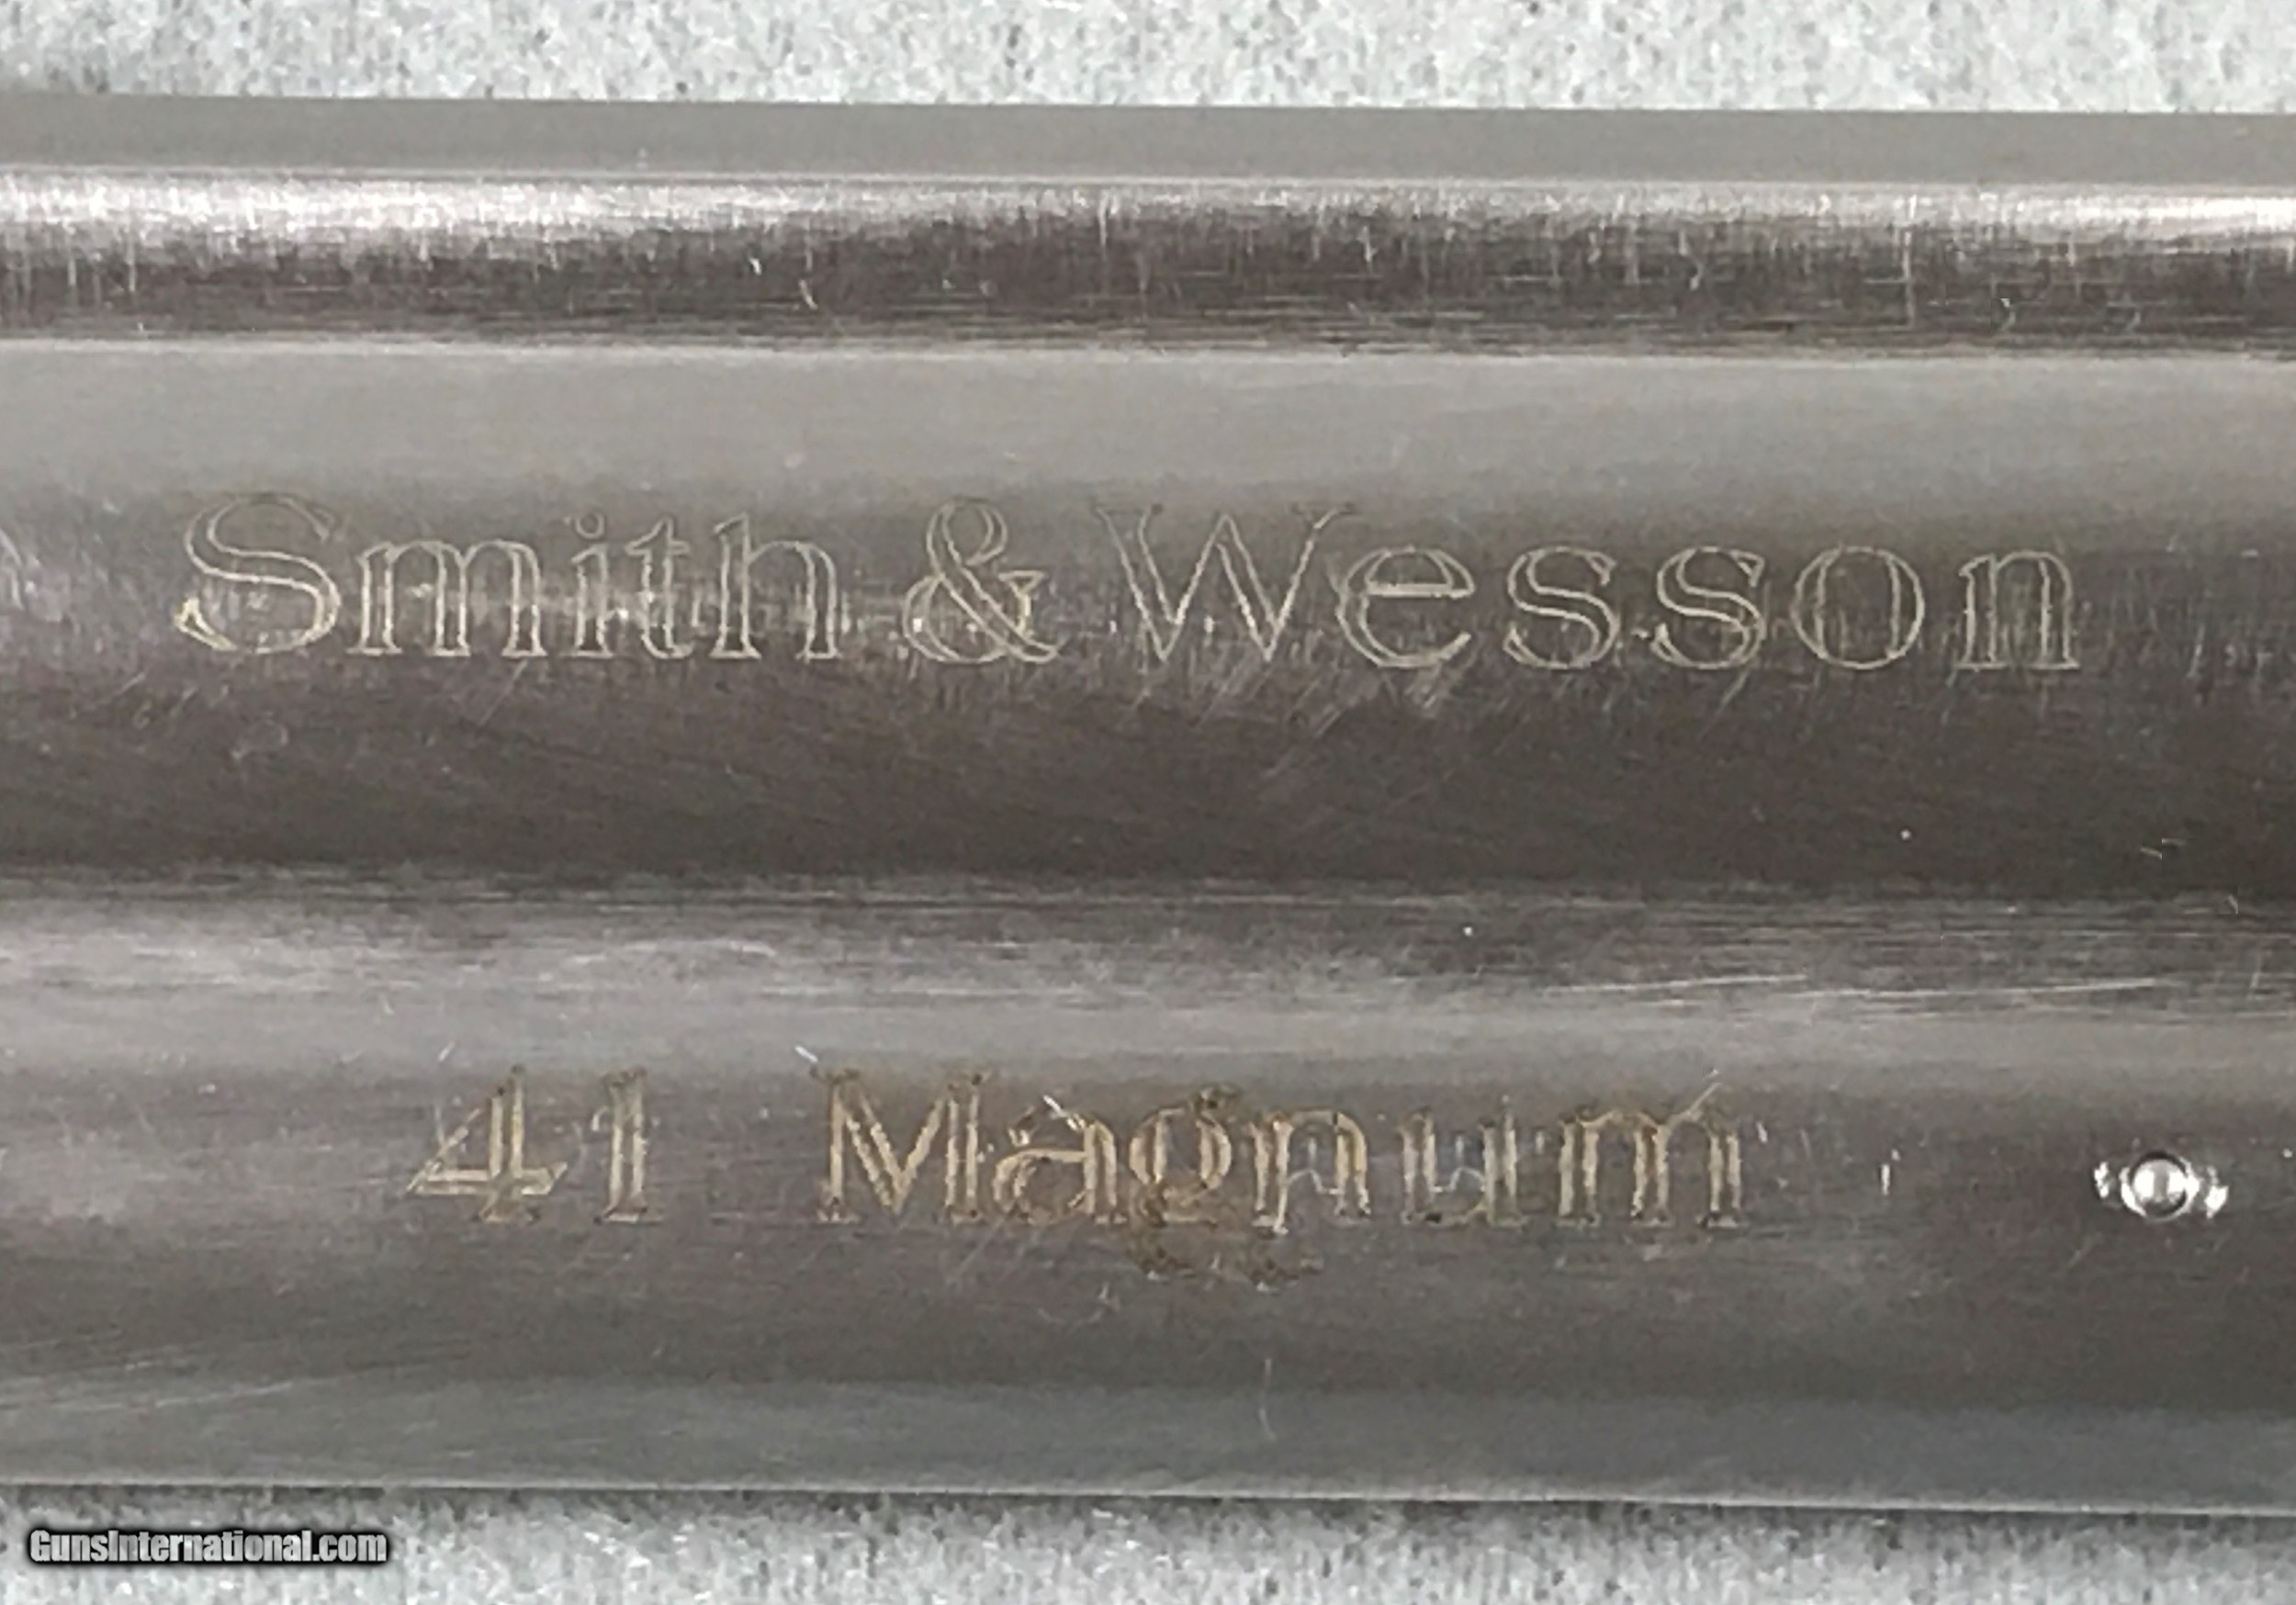 Smith & Wesson
41 Magnum
GunsInternational.com